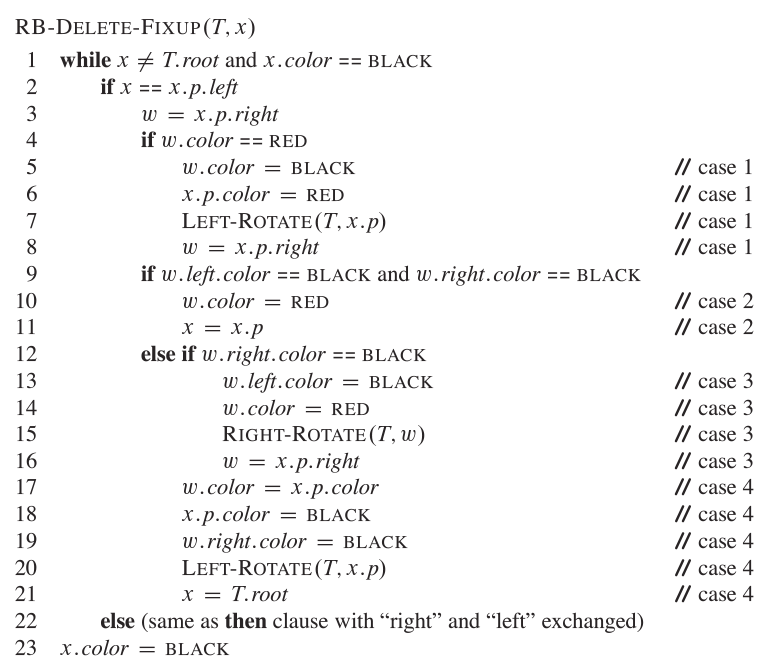 RB-DELETE-FIXUP(T, x)
1 while x ≠ T.root and x.color == BLACK
2 if x == x.p.left
3 w = x.p.right
4 if w.color == RED
5 w.color = BLACK // case 1
6 x.p.color = RED // case 1
7 LEFT-ROTATE(T, x.p) // case 1
8 w = x.p.right // case 1
9 if w.left.color == BLACK and w.right.color == BLACK
10 w.color = RED // case 2
11 x = x.p // case 2
12 else if w.right.color == BLACK
13 w.left.color = BLACK // case 3
14 w.color = RED // case 3
15 RIGHT-ROTATE(T, w) // case 3
16 w = x.p.right // case 3
17 w.color = x.p.color // case 4
18 x.p.color = BLACK // case 4
19 w.right.color = BLACK // case 4
20 LEFT-ROTATE(T, x.p) // case 4
21 x = T.root // case 4
22 else (same as then clause with “right” and “left” exchanged)
23 x.color = BLACK